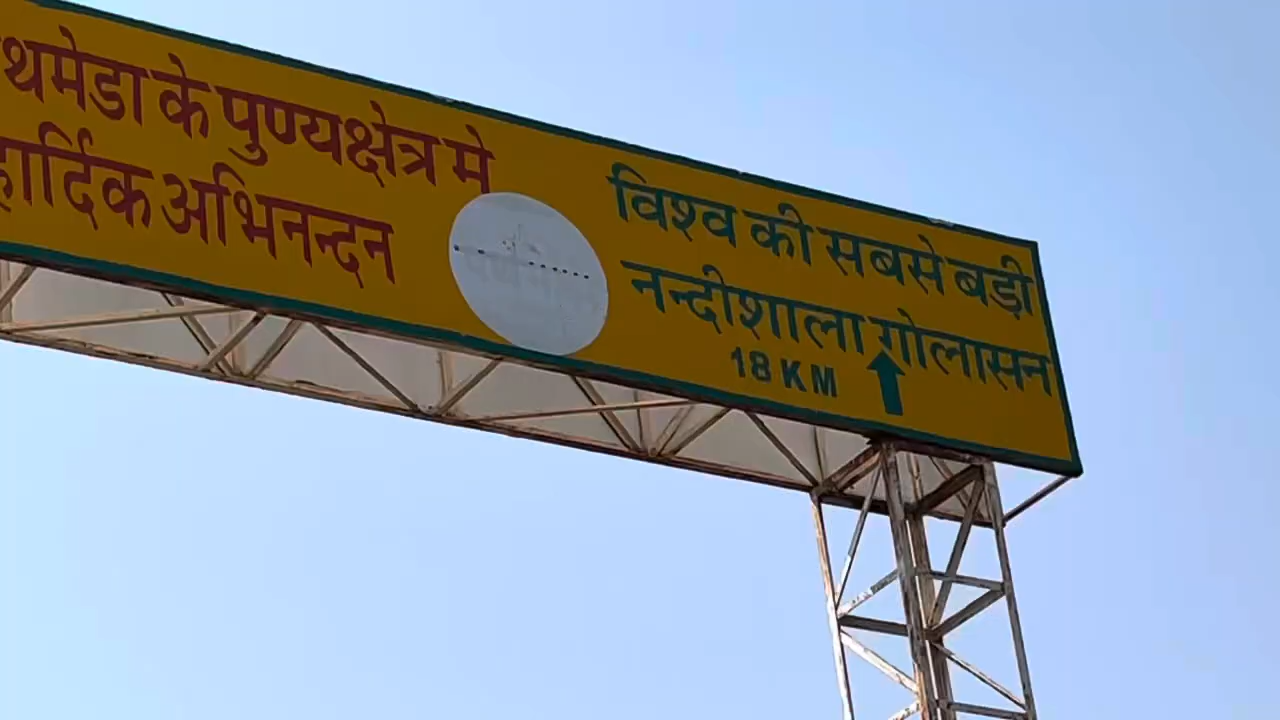 थमेडा के पुण्यक्षेत्र मे
हार्दिक अभिनन्दन
विश्व की सबसे बड़ी
नन्दीशाला गोलासन
18 KM